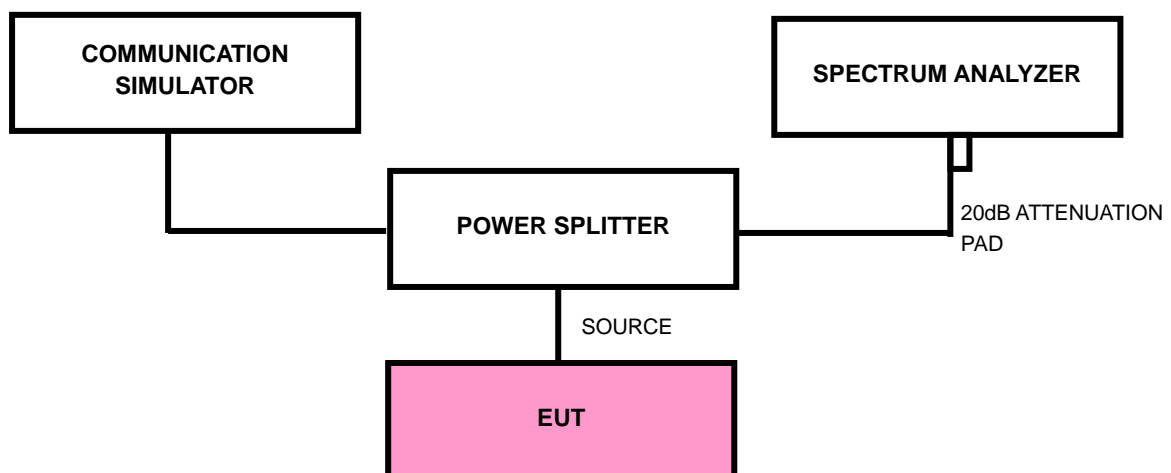 COMMUNICATION
SIMULATOR
SPECTRUM ANALYZER
POWER SPLITTER
20dB ATTENUATION
PAD
SOURCE
EUT